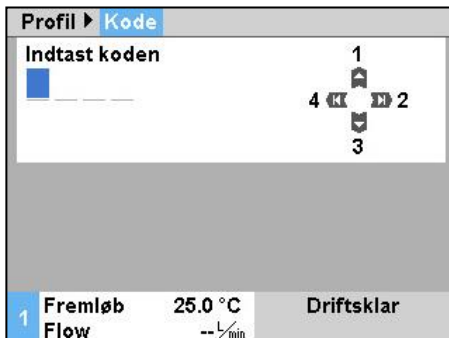 Profil ▶ Kode
Indtast koden
1
4 2
3
1 Fremløb 25.0 °C Driftsklar
Flow -- L/min